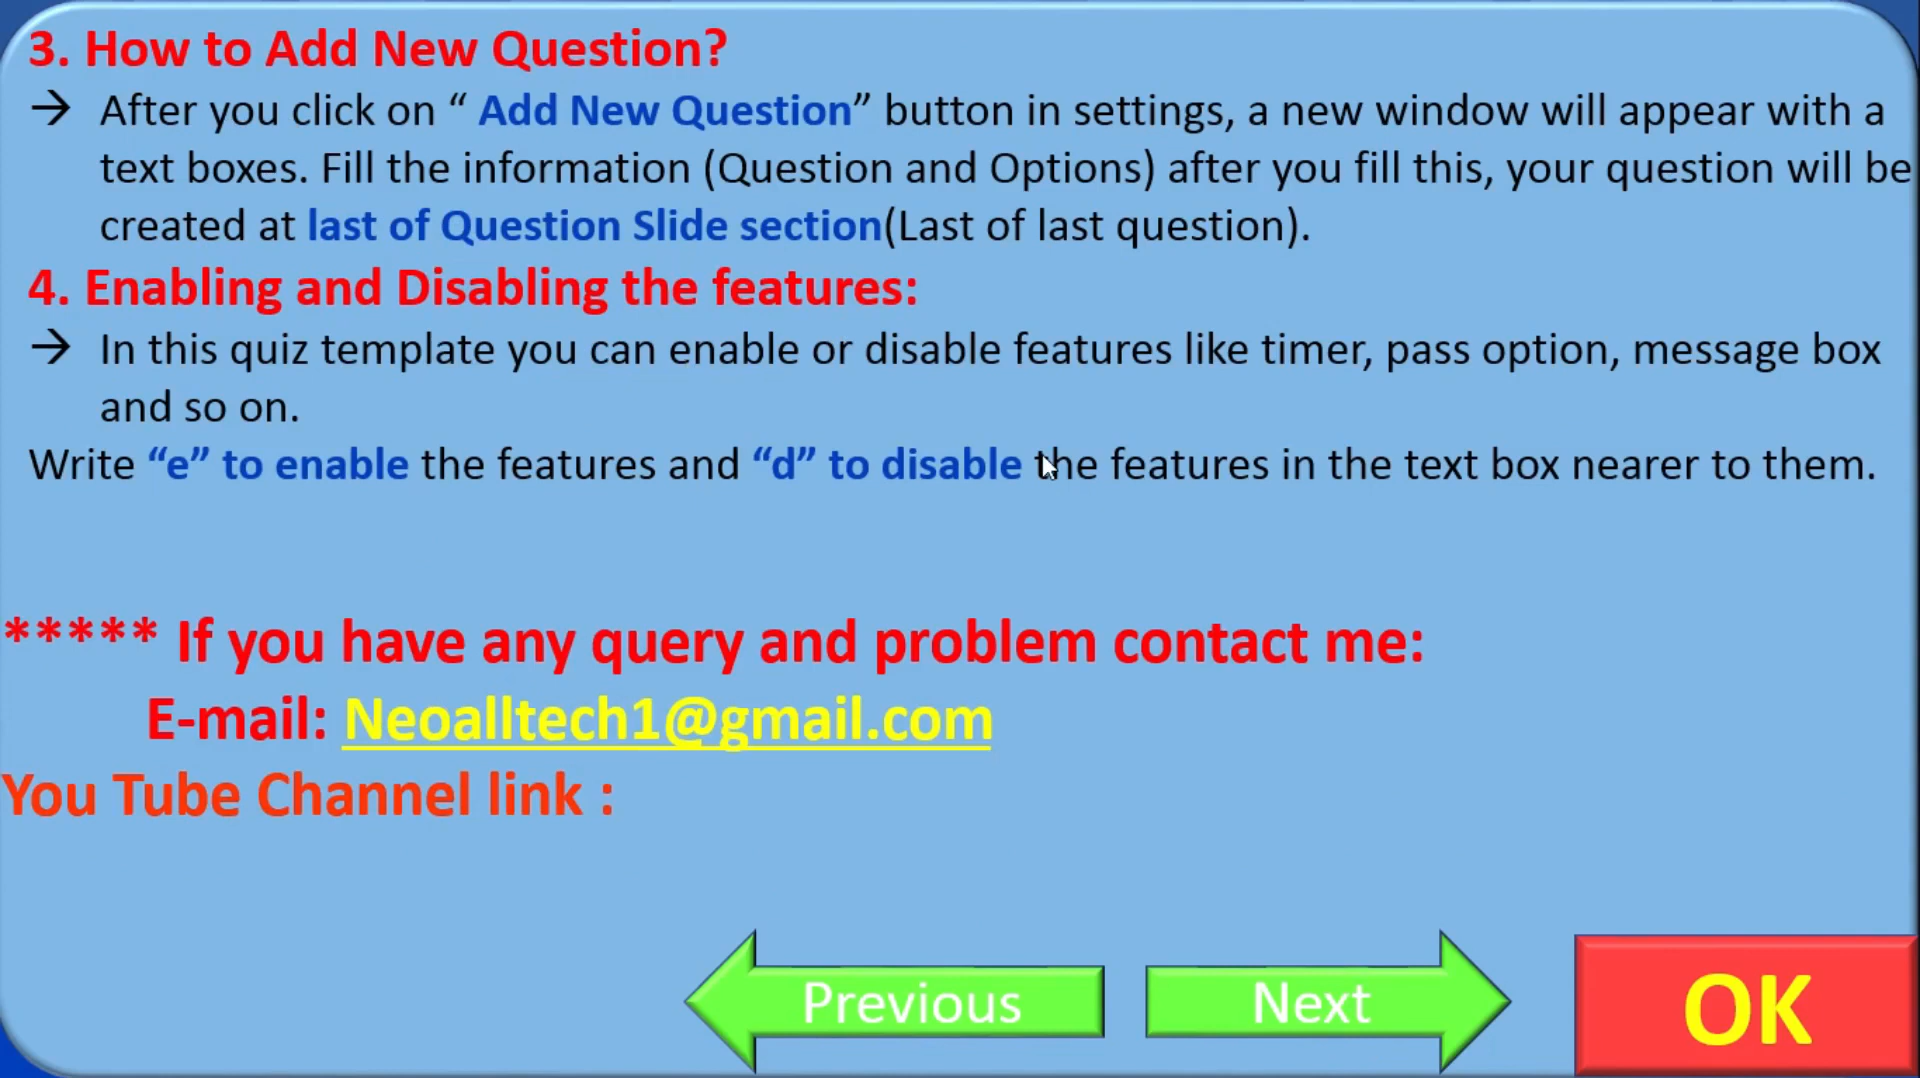 3. How to Add New Question?
→ After you click on “ Add New Question” button in settings, a new window will appear with a
text boxes. Fill the information (Question and Options) after you fill this, your question will be
created at last of Question Slide section(Last of last question).
4. Enabling and Disabling the features:
→ In this quiz template you can enable or disable features like timer, pass option, message box
and so on.
Write “e” to enable the features and “d” to disable the features in the text box nearer to them.
***** If you have any query and problem contact me:
E-mail: Neoalltech1@gmail.com
You Tube Channel link :
Previous
Next
OK